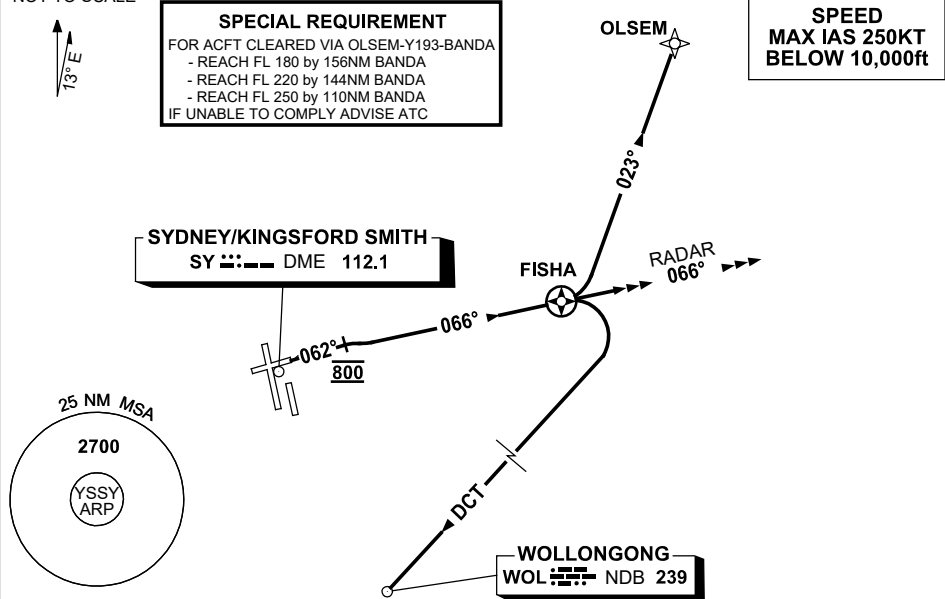 SPECIAL REQUIREMENT
FOR ACFT CLEARED VIA OLSEM-Y193-BANDA
- REACH FL 180 by 156NM BANDA
- REACH FL 220 by 144NM BANDA
- REACH FL 250 by 110NM BANDA
IF UNABLE TO COMPLY ADVISE ATC
SPEED
MAX IAS 250KT
BELOW 10,000ft
13° E
OLSEM
023°
SYDNEY/KINGSFORD SMITH
SY DME 112.1
FISHA
RADAR
066°
066°
062°
800
25 NM MSA
2700
YSSY
ARP
DCT
WOLLONGONG
WOL NDB 239